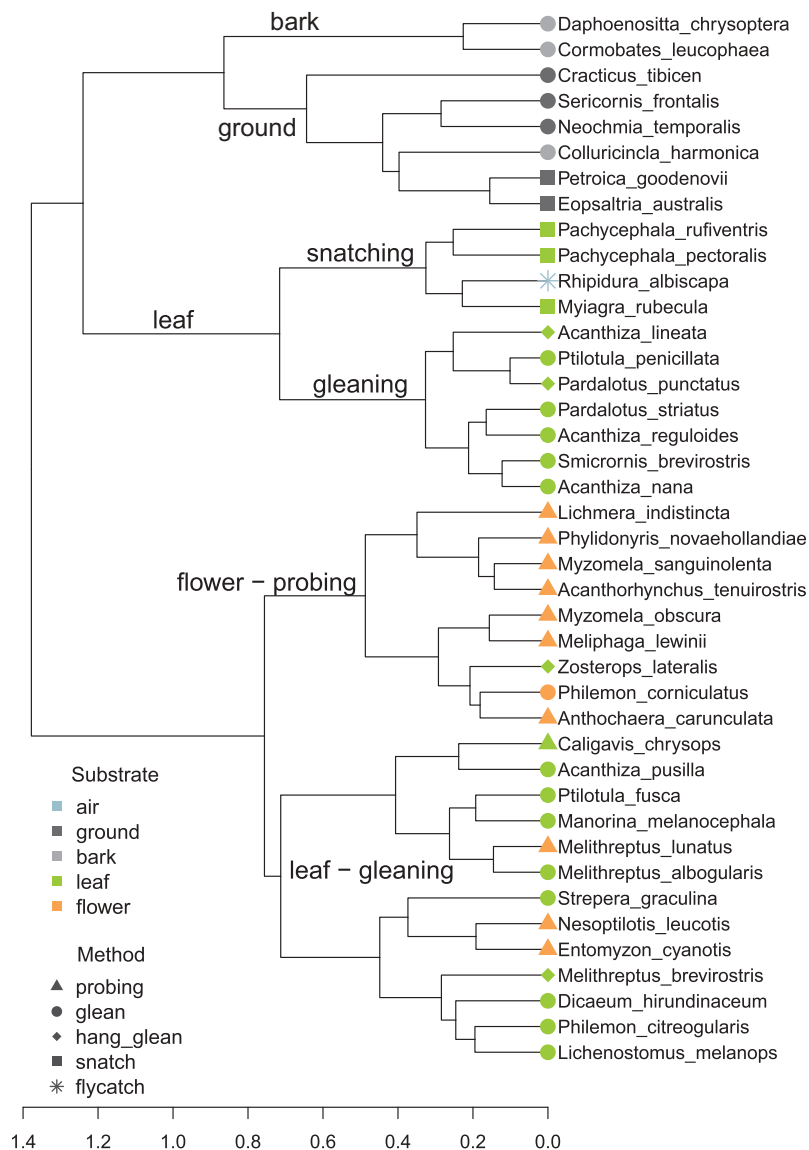 bark
Daphoenositta_chrysoptera
Cormobates_leucophaea
Cracticus_tibicen
Sericornis_frontalis
ground
Neochmia_temporalis
Colluricincla_harmonica
Petroica_goodenovii
Eopsaltria_australis
Pachycephala_rufiventris
snatching
Pachycephala_pectoralis
Rhipidura_albiscapa
leaf
Myiagra_rubecula
Acanthiza_lineata
Ptilotula_penicillata
gleaning
Pardalotus_punctatus
Pardalotus_striatus
Acanthiza_reguloides
Smicrornis_brevirostris
Acanthiza_nana
Lichmera_indistincta
Phylidonyris_novaehollandiae
Myzomela_sanguinolenta
flower − probing
Acanthorhynchus_tenuirostris
Myzomela_obscura
Meliphaga_lewinii
Zosterops_lateralis
Philemon_corniculatus
Anthochaera_carunculata
Caligavis_chrysops
Acanthiza_pusilla
Ptilotula_fusca
Manorina_melanocephala
Melithreptus_lunatus
leaf − gleaning
Melithreptus_albogularis
Strepera_graculina
Nesoptilotis_leucotis
Entomyzon_cyanotis
Melithreptus_brevirostris
Dicaeum_hirundinaceum
Philemon_citreogularis
Lichenostomus_melanops
Substrate
air
ground
bark
leaf
flower
Method
probing
glean
hang_glean
snatch
flycatch
1.4 1.2 1.0 0.8 0.6 0.4 0.2 0.0